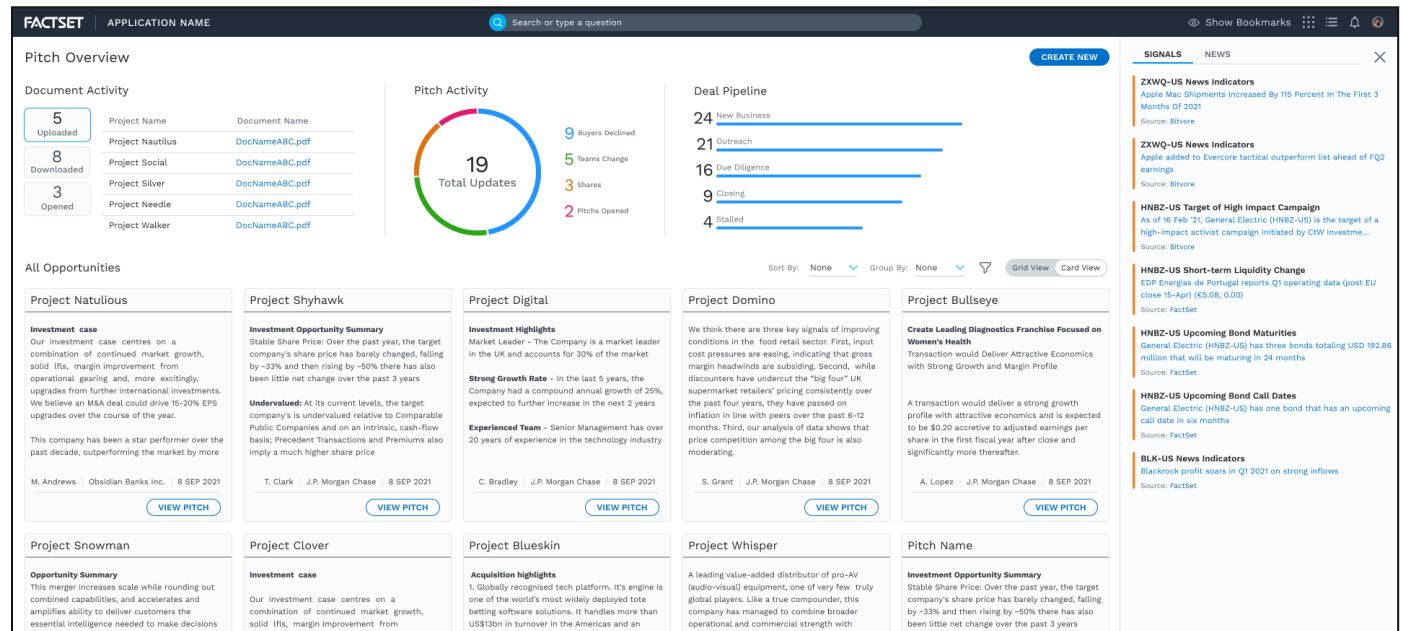 FACTSET
APPLICATION NAME
Search or type a question
Show Bookmarks
Pitch Overview
CREATE NEW
Document Activity
5
Uploaded
8
Downloaded
3
Opened
Project Name Document Name
Project Nautilus DocNameABC.pdf
Project Social DocNameABC.pdf
Project Silver DocNameABC.pdf
Project Needle DocNameABC.pdf
Project Walker DocNameABC.pdf
Pitch Activity
19
Total Updates
9 Buyers Declined
5 Teams Change
3 Shares
2 Pitchs Opened
Deal Pipeline
24 New Business
21 Outreach
16 Due Diligence
9 Closing
4 Stalled
All Opportunities
Sort By: None
Group By: None
Grid View
Card View
Project Natulious
Investment case
Our investment case centres on a
combination of continued market growth,
solid lfls, margin improvement from
operational gearing and, more excitingly,
upgrades from further international investments.
We believe an M&A deal could drive 15-20% EPS
upgrades over the course of the year.
This company has been a star performer over the
past decade, outperforming the market by more
M. Andrews | Obsidian Banks Inc. | 8 SEP 2021
VIEW PITCH
Project Shyhawk
Investment Opportunity Summary
Stable Share Price: Over the past year, the target
company's share price has barely changed, falling
by ~33% and then rising by ~50% there has also
been little net change over the past 3 years
Undervalued: At its current levels, the target
company's is undervalued relative to Comparable
Public Companies and on an intrinsic, cash-flow
basis; Precedent Transactions and Premiums also
imply a much higher share price
T. Clark | J.P. Morgan Chase | 8 SEP 2021
VIEW PITCH
Project Digital
Investment Highlights
Market Leader - The Company is a market leader
in the UK and accounts for 30% of the market
Strong Growth Rate - In the last 5 years, the
Company had a compound annual growth of 25%,
expected to further increase in the next 2 years
Experienced Team - Senior Management has over
20 years of experience in the technology industry
C. Bradley | J.P. Morgan Chase | 8 SEP 2021
VIEW PITCH
Project Domino
We think there are three key signals of improving
conditions in the food retail sector. First, input
cost pressures are easing, indicating that gross
margin headwinds are subsiding. Second, while
discounters have undercut the "big four" UK
supermarket retailers' pricing consistently over
the past four years, they have passed on
inflation in line with peers over the past 6-12
months. Third, our analysis of data shows that
price competition among the big four is also
moderating.
S. Grant | J.P. Morgan Chase | 8 SEP 2021
VIEW PITCH
Project Bullseye
Create Leading Diagnostics Franchise Focused on
Women's Health
Transaction would Deliver Attractive Economics
with Strong Growth and Margin Profile
A transaction would deliver a strong growth
profile with attractive economics and is expected
to be $0.20 accretive to adjusted earnings per
share in the first fiscal year after close and
significantly more thereafter.
A. Lopez | J.P. Morgan Chase | 8 SEP 2021
VIEW PITCH
Project Snowman
Opportunity Summary
This merger increases scale while rounding out
combined capabilities, and accelerates and
amplifies ability to deliver customers the
essential intelligence needed to make decisions
Project Clover
Investment case
Our investment case centres on a
combination of continued market growth,
solid lfls, margin improvement from
Project Blueskin
Acquisition highlights
1. Globally recognised tech platform. It's engine is
one of the world's most widely deployed tote
betting software solutions. It handles more than
US$13bn in turnover in the Americas and an
Project Whisper
A leading value-added distributor of pro-AV
(audio-visual) equipment, one of very few truly
global players. Like a true compounder, this
company has managed to combine broader
operational and commercial strength with
Pitch Name
Investment Opportunity Summary
Stable Share Price: Over the past year, the target
company's share price has barely changed, falling
by ~33% and then rising by ~50% there has also
been little net change over the past 3 years
SIGNALS
NEWS
ZXWQ-US News Indicators
Apple Mac Shipments Increased By 115 Percent In The First 3
Months Of 2021
Source: Bitvore
ZXWQ-US News Indicators
Apple added to Evercore tactical outperform list ahead of FQ2
earnings
Source: Bitvore
HNBZ-US Target of High Impact Campaign
As of 16 Feb '21, General Electric (HNBZ-US) is the target of a
high-impact activist campaign initiated by CtW Investme...
Source: Bitvore
HNBZ-US Short-term Liquidity Change
EDP Energias de Portugal reports Q1 operating data (post EU
close 15-Apr) (€5.08, 0.00)
Source: FactSet
HNBZ-US Upcoming Bond Maturities
General Electric (HNBZ-US) has three bonds totaling USD 192.86
million that will be maturing in 24 months
Source: FactSet
HNBZ-US Upcoming Bond Call Dates
General Electric (HNBZ-US) has one bond that has an upcoming
call date in six months
Source: FactSet
BLK-US News Indicators
Blackrock profit soars in Q1 2021 on strong inflows
Source: FactSet